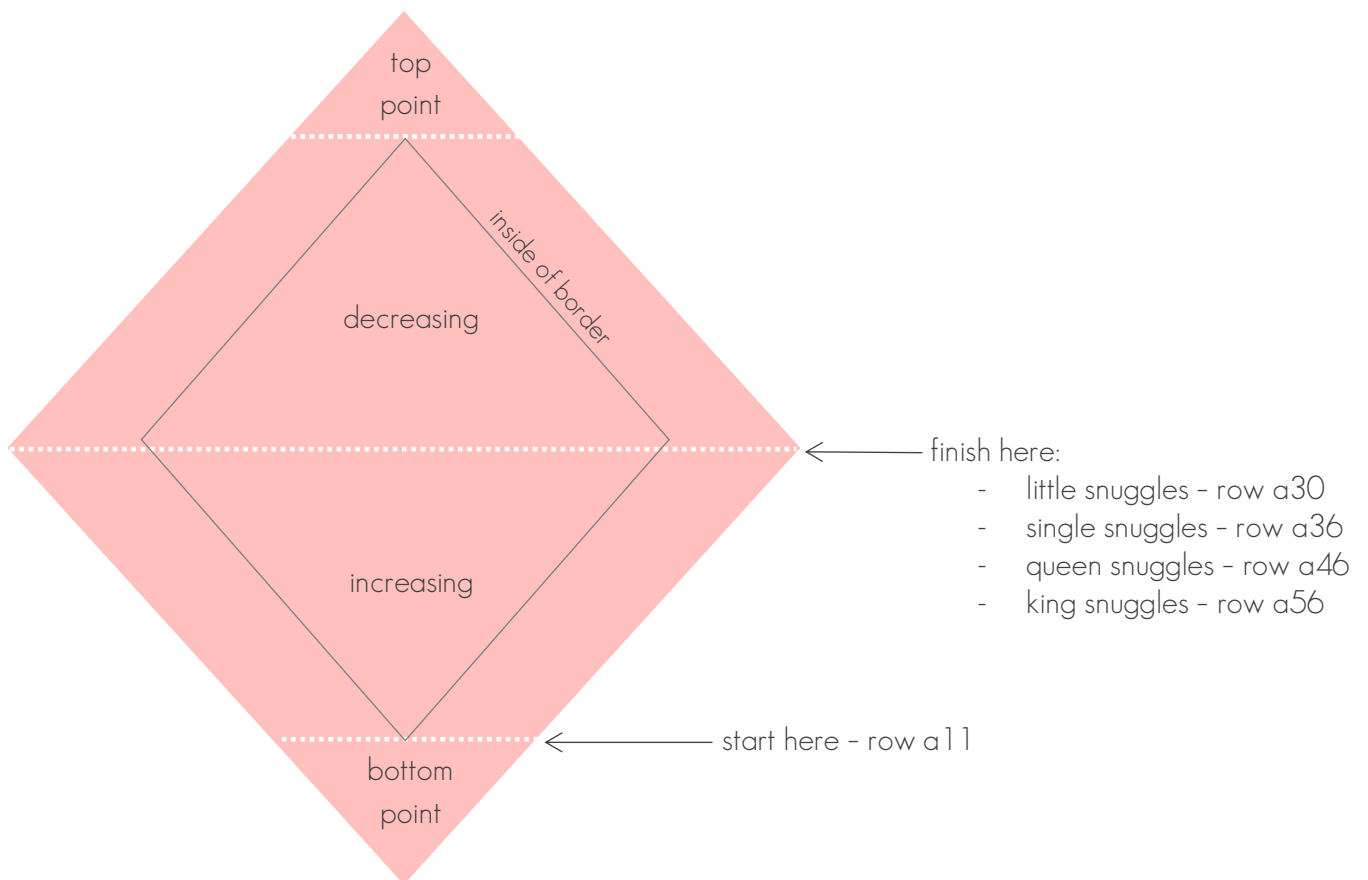 top
point
inside of border
decreasing
finish here:
- little snuggles – row a30
- single snuggles – row a36
- queen snuggles – row a46
- king snuggles – row a56
increasing
start here – row a11
bottom
point